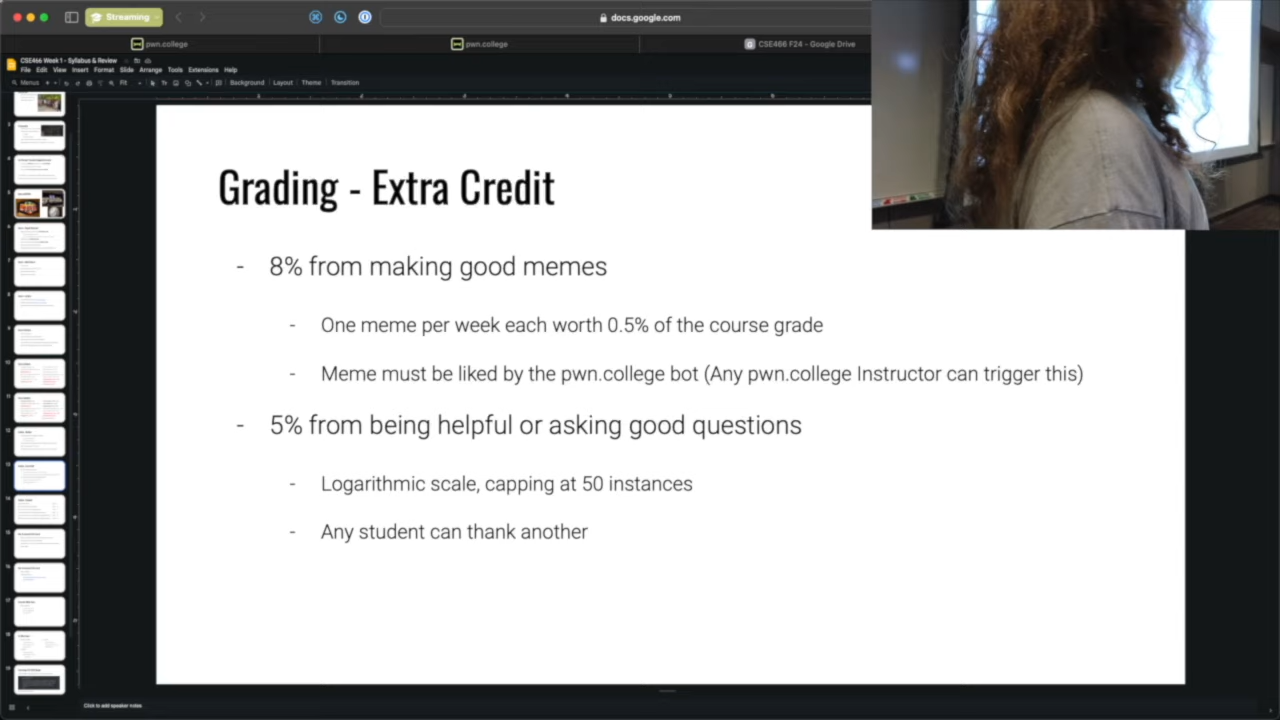 Streaming
docs.google.com
pwn.college
pwn.college
CSE466 F24 - Google Drive
CSE466 Week 1 - Syllabus & Review
File Edit View Insert Format Slide Arrange Tools Extensions Help
Menus
Fit
Background Layout Theme Transition
Grading - Extra Credit
- 8% from making good memes
- One meme per week each worth 0.5% of the course grade
- Meme must be liked by the pwn.college bot (Any pwn.college Instructor can trigger this)
- 5% from being helpful or asking good questions
- Logarithmic scale, capping at 50 instances
- Any student can thank another
Click to add speaker notes